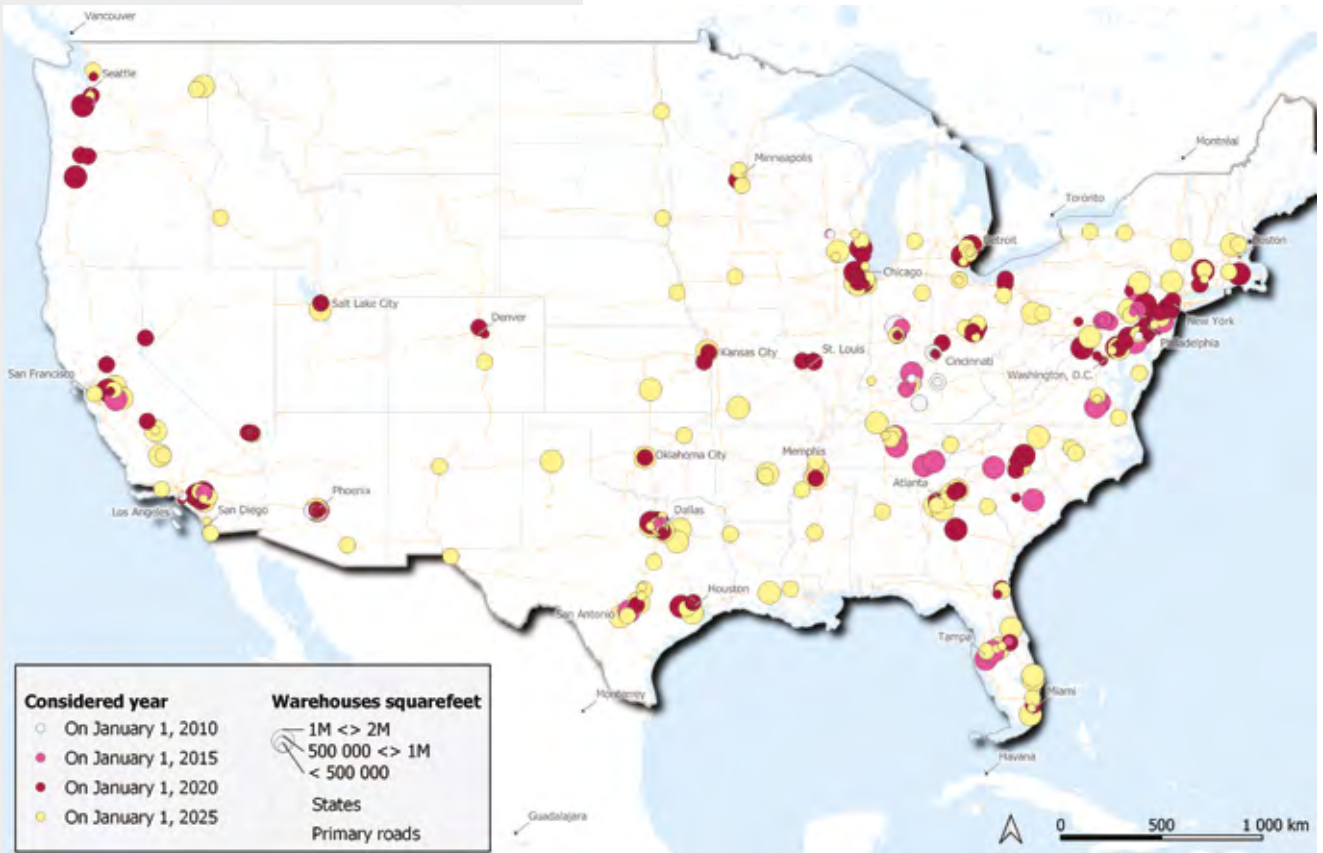 Vancouver
Seattle
Minneapolis
Montréal
Toronto
Boston
Detroit
Chicago
Salt Lake City
Denver
New York
Philadelphia
Kansas City
St. Louis
Cincinnati
Washington, D.C.
San Francisco
Memphis
Oklahoma City
Atlanta
Phoenix
Los Angeles
San Diego
Dallas
Houston
San Antonio
Tampa
Miami
Monterrey
Havana
Guadalajara
Considered year
On January 1, 2010
On January 1, 2015
On January 1, 2020
On January 1, 2025
Warehouses squarefeet
1M <> 2M
500 000 <> 1M
< 500 000
States
Primary roads
0 500 1 000 km